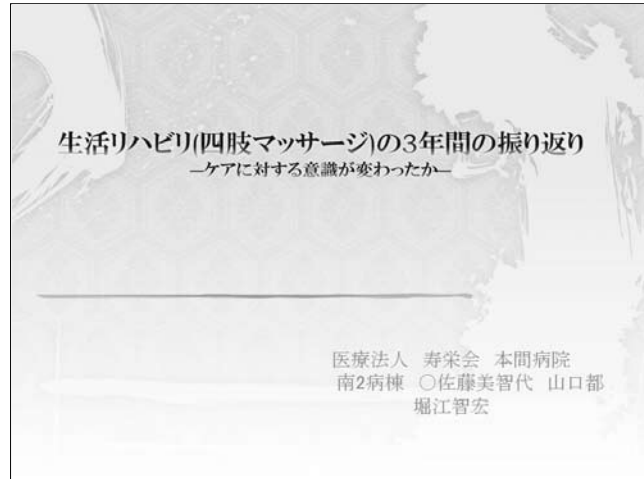 生活リハビリ(四肢マッサージ)の3年間の振り返り
―ケアに対する意識が変わったか―
医療法人　寿栄会　本間病院
南2病棟　○佐藤美智代　山口都
堀江智宏